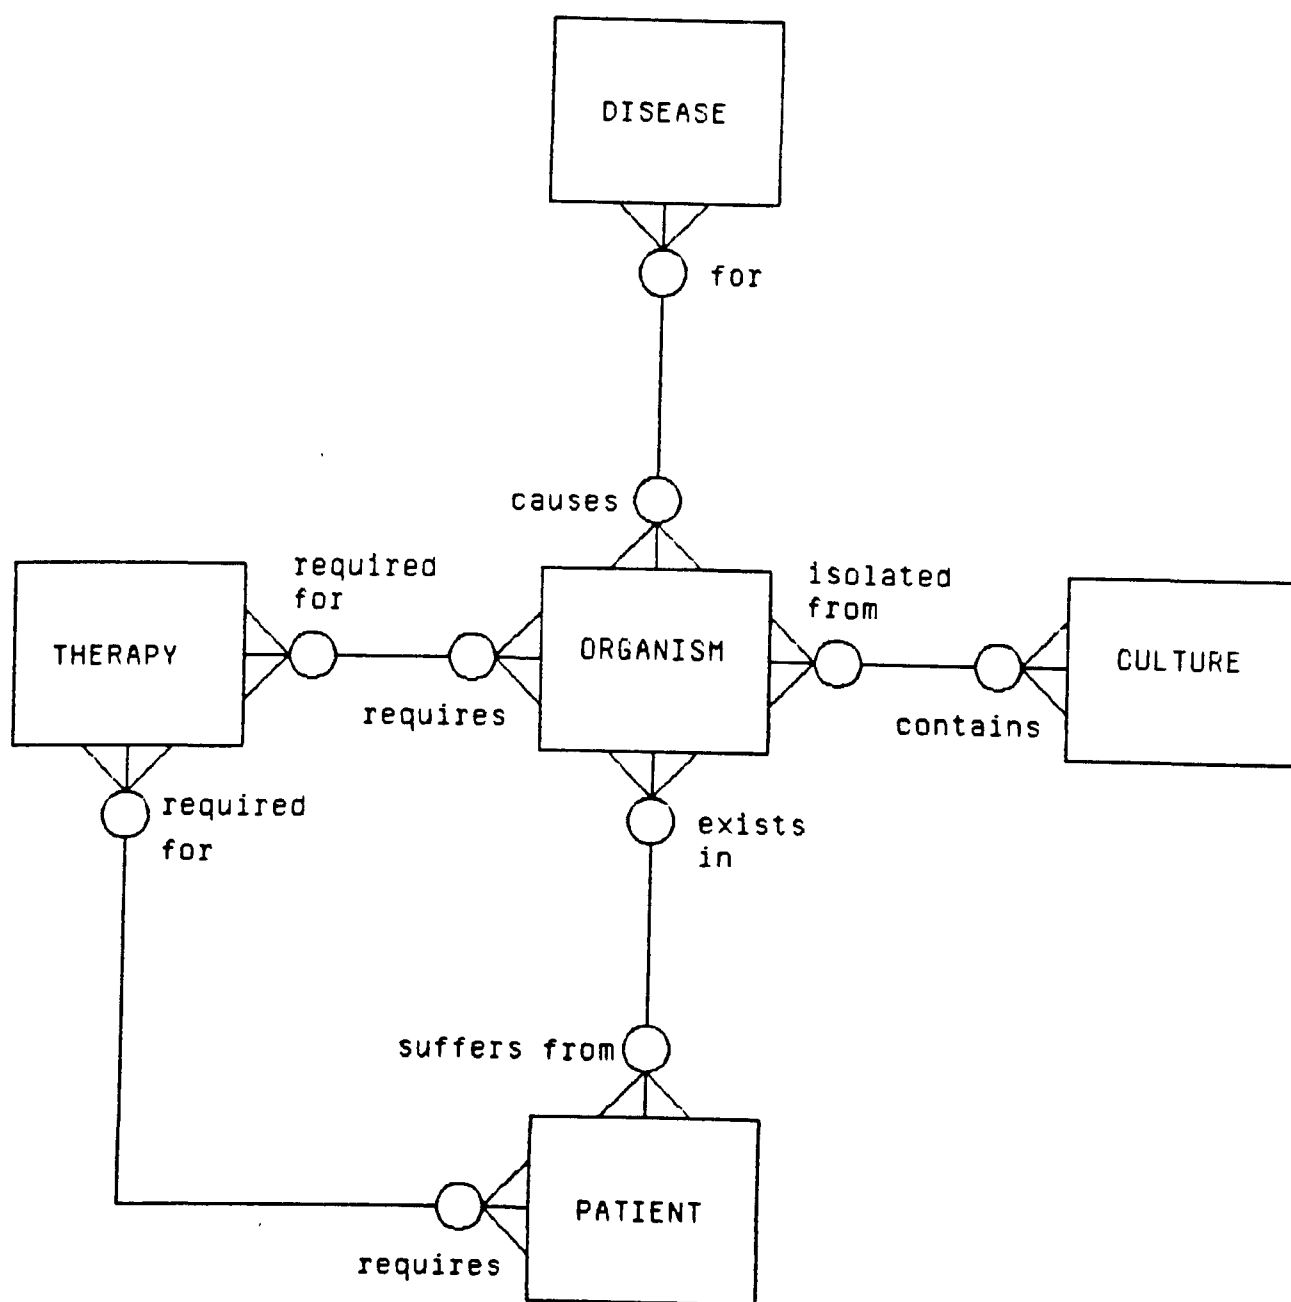 DISEASE
for
causes
required
for
isolated
from
THERAPY
ORGANISM
CULTURE
requires
contains
required
for
exists
in
suffers from
PATIENT
requires